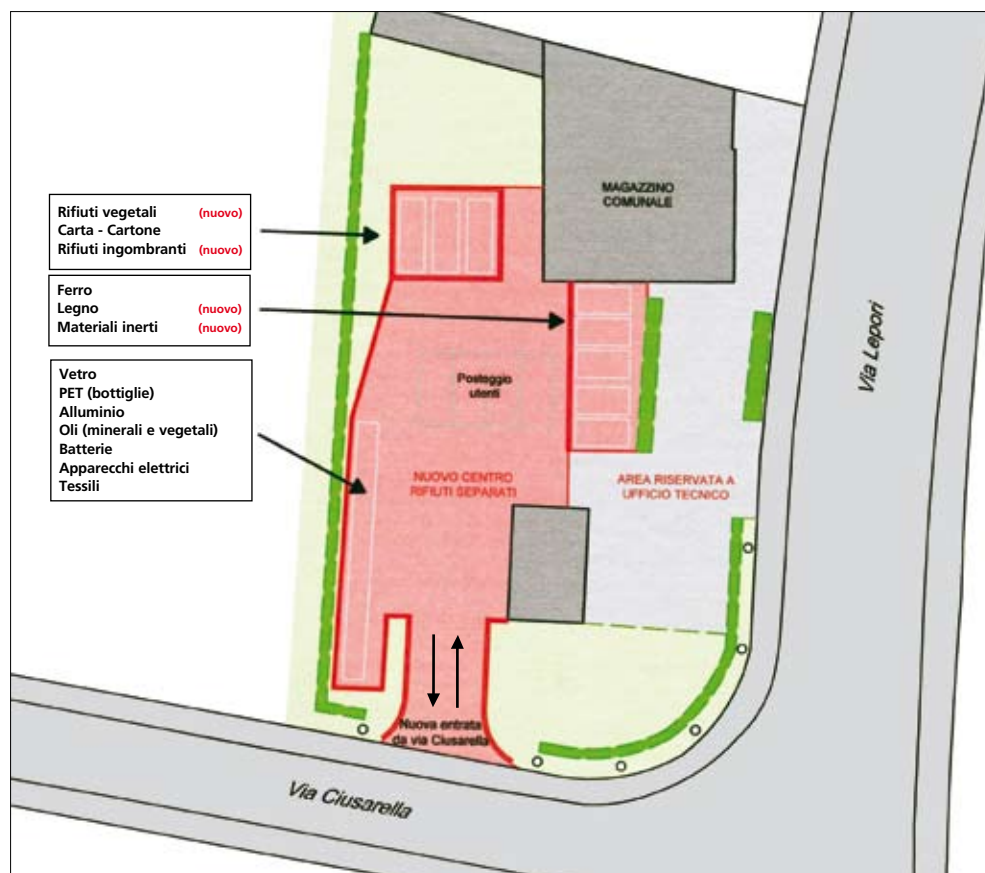 MAGAZZINO
COMUNALE
Rifiuti vegetali (nuovo)
Carta - Cartone
Rifiuti ingombranti (nuovo)
Ferro
Legno (nuovo)
Materiali inerti (nuovo)
Vetro
PET (bottiglie)
Alluminio
Oli (minerali e vegetali)
Batterie
Apparecchi elettrici
Tessili
Posteggio
utenti
NUOVO CENTRO
RIFIUTI SEPARATI
AREA RISERVATA A
UFFICIO TECNICO
Via Lepori
Nuova entrata
da via Ciusarella
Via Ciusarella